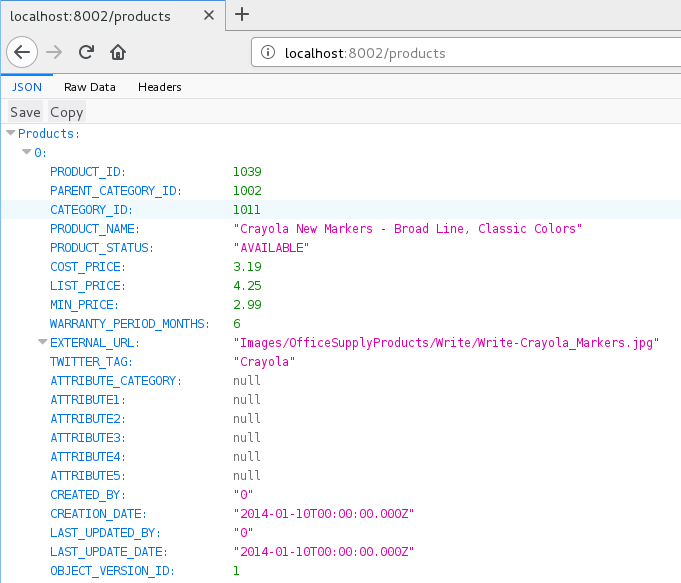 localhost:8002/products
localhost:8002/products
JSON Raw Data Headers
Save Copy
Products:
0:
PRODUCT_ID: 1039
PARENT_CATEGORY_ID: 1002
CATEGORY_ID: 1011
PRODUCT_NAME: "Crayola New Markers - Broad Line, Classic Colors"
PRODUCT_STATUS: "AVAILABLE"
COST_PRICE: 3.19
LIST_PRICE: 4.25
MIN_PRICE: 2.99
WARRANTY_PERIOD_MONTHS: 6
EXTERNAL_URL: "Images/OfficeSupplyProducts/Write/Write-Crayola_Markers.jpg"
TWITTER_TAG: "Crayola"
ATTRIBUTE_CATEGORY: null
ATTRIBUTE1: null
ATTRIBUTE2: null
ATTRIBUTE3: null
ATTRIBUTE4: null
ATTRIBUTE5: null
CREATED_BY: "0"
CREATION_DATE: "2014-01-10T00:00:00.000Z"
LAST_UPDATED_BY: "0"
LAST_UPDATE_DATE: "2014-01-10T00:00:00.000Z"
OBJECT_VERSION_ID: 1